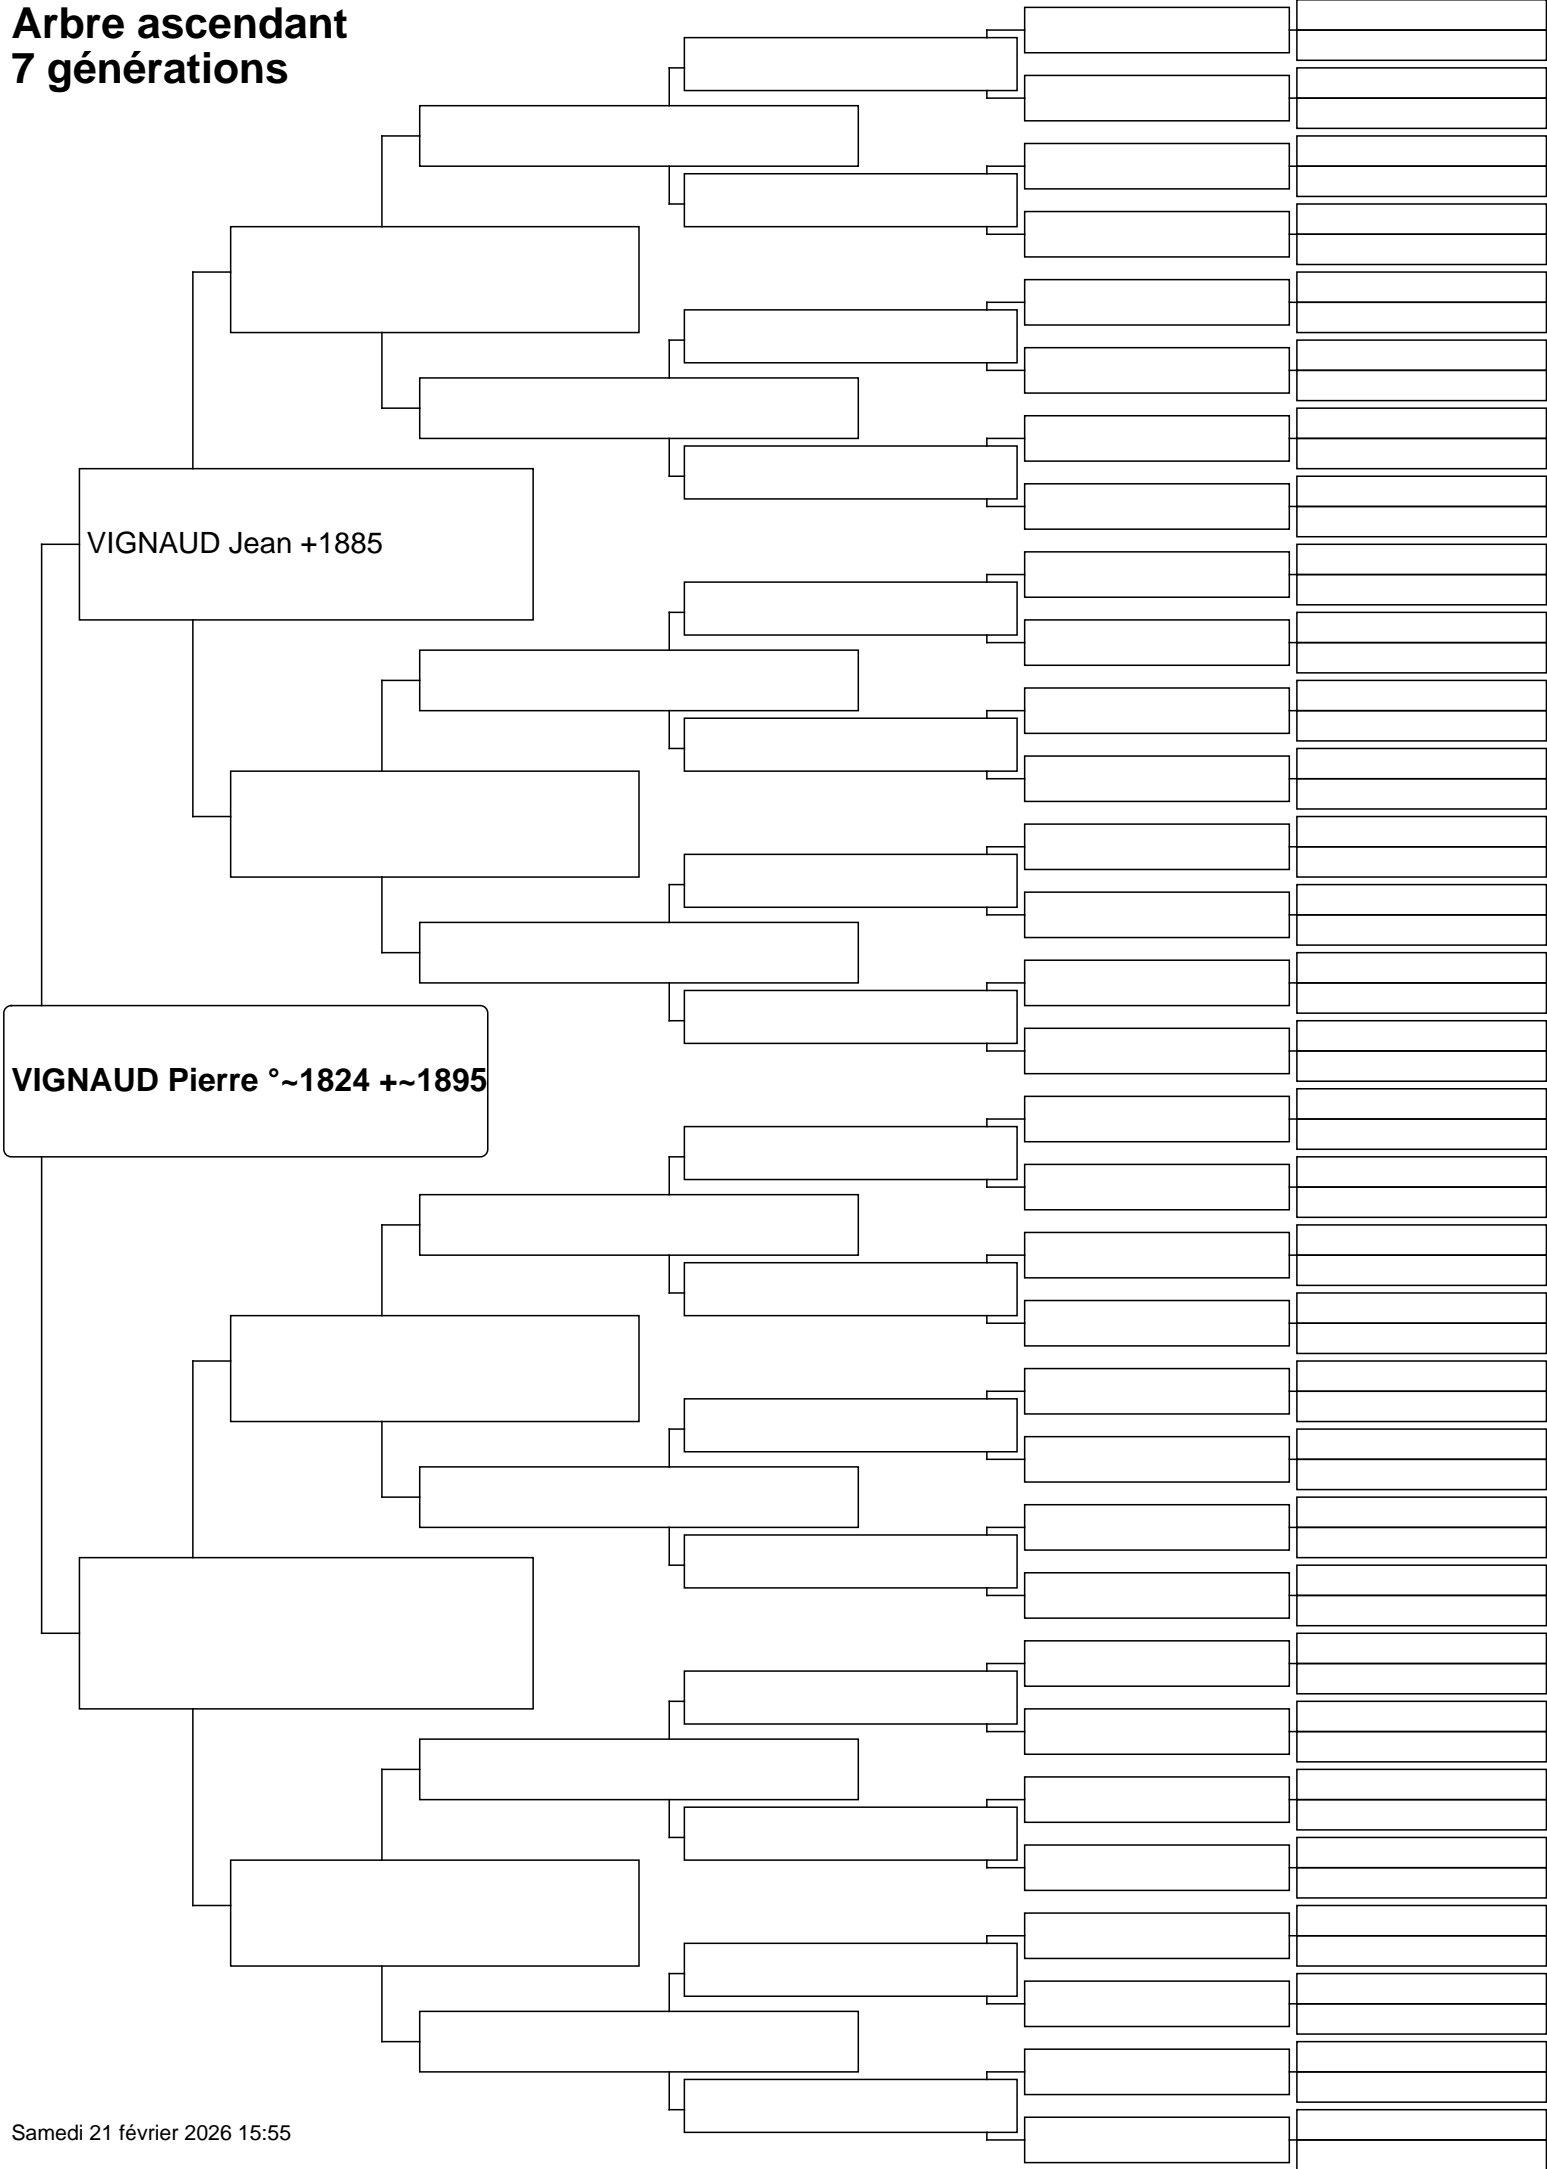 Arbre ascendant
7 générations
VIGNAUD Jean +1885
VIGNAUD Pierre °~1824 +~1895
Samedi 21 février 2026 15:55